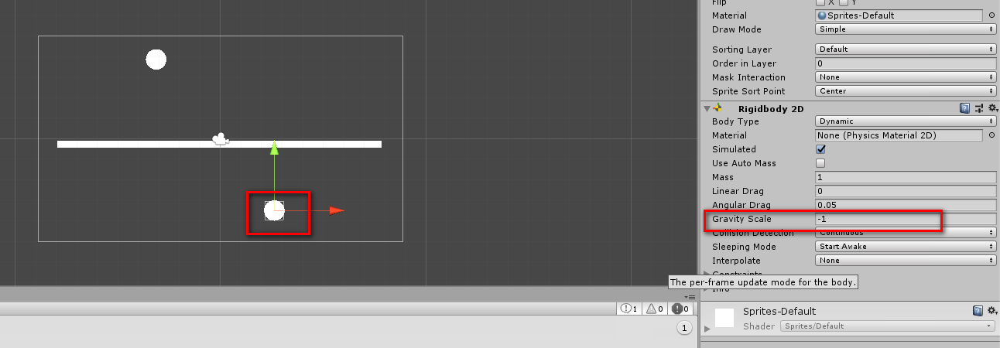 Flip X Y
Material Sprites-Default
Draw Mode Simple
Sorting Layer Default
Order in Layer 0
Mask Interaction None
Sprite Sort Point Center
Rigidbody 2D
Body Type Dynamic
Material None (Physics Material 2D)
Simulated
Use Auto Mass
Mass 1
Linear Drag 0
Angular Drag 0.05
Gravity Scale -1
Collision Detection Continuous
Sleeping Mode Start Awake
Interpolate None
Constraints
The per-frame update mode for the body.
Info
1 0 0
1
Sprites-Default
Shader Sprites/Default